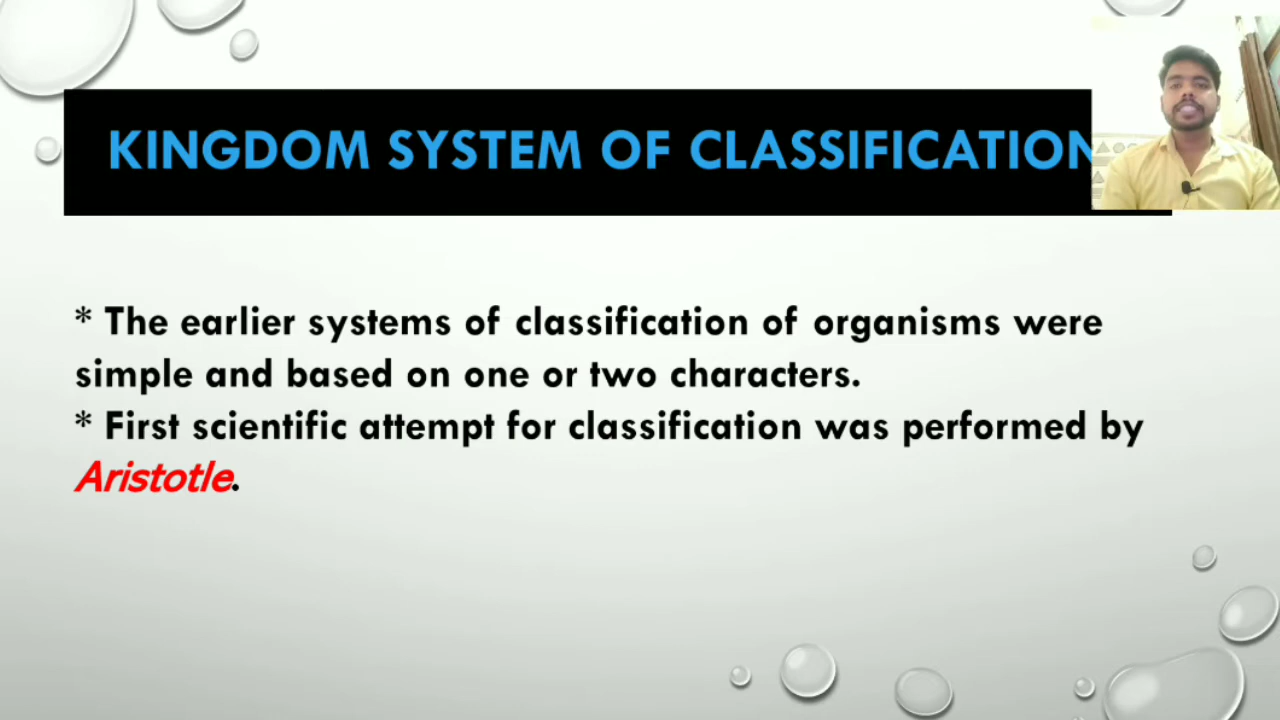 KINGDOM SYSTEM OF CLASSIFICATION
* The earlier systems of classification of organisms were
simple and based on one or two characters.
* First scientific attempt for classification was performed by
Aristotle.